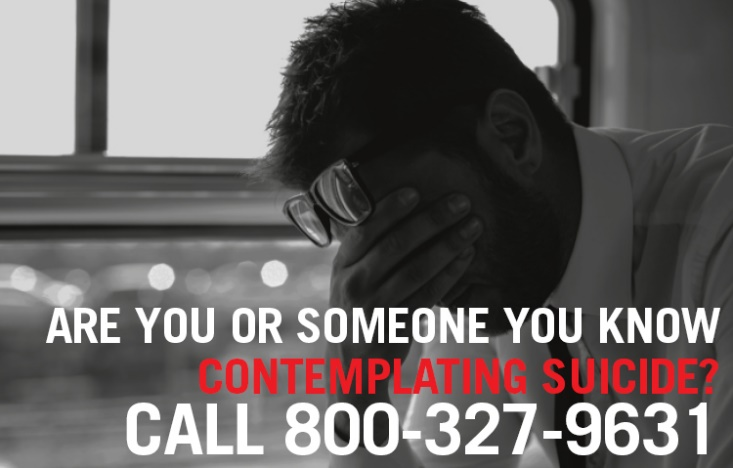 ARE YOU OR SOMEONE YOU KNOW
CONTEMPLATING SUICIDE?
CALL 800-327-9631